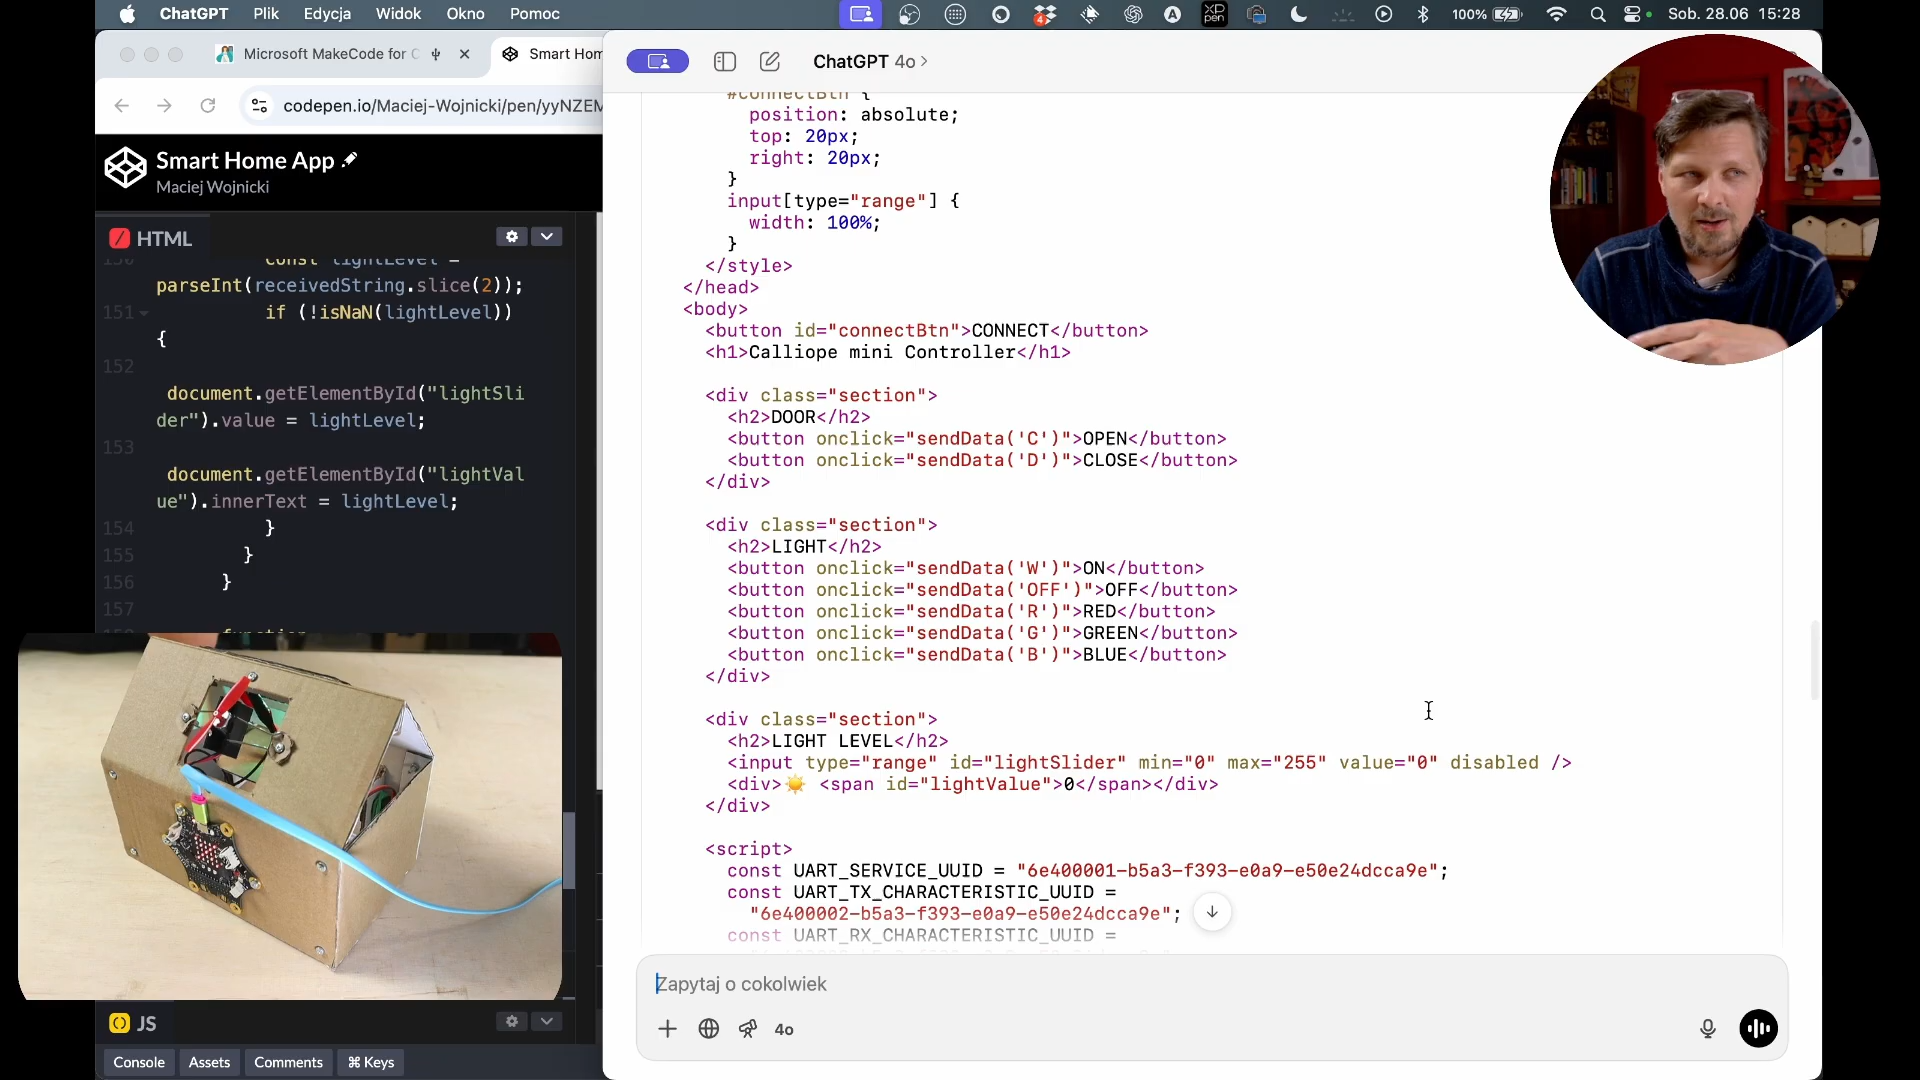 ChatGPT Plik Edycja Widok Okno Pomoc
4
XP
pen
100%
Sob. 28.06 15:28
Microsoft MakeCode for C
Smart Hom
codepen.io/Maciej-Wojnicki/pen/yyNZEM
Smart Home App
Maciej Wojnicki
HTML
150 const lightLevel =
parseInt(receivedString.slice(2));
151 if (!isNaN(lightLevel))
{
152
document.getElementById("lightSli
der").value = lightLevel;
153
document.getElementById("lightVal
ue").innerText = lightLevel;
154 }
155 }
156 }
157
function
JS
Console Assets Comments ⌘ Keys
ChatGPT 4o >
#connectBtn {
position: absolute;
top: 20px;
right: 20px;
}
input[type="range"] {
width: 100%;
}
</style>
</head>
<body>
<button id="connectBtn">CONNECT</button>
<h1>Calliope mini Controller</h1>
<div class="section">
<h2>DOOR</h2>
<button onclick="sendData('C')">OPEN</button>
<button onclick="sendData('D')">CLOSE</button>
</div>
<div class="section">
<h2>LIGHT</h2>
<button onclick="sendData('W')">ON</button>
<button onclick="sendData('OFF')">OFF</button>
<button onclick="sendData('R')">RED</button>
<button onclick="sendData('G')">GREEN</button>
<button onclick="sendData('B')">BLUE</button>
</div>
<div class="section">
<h2>LIGHT LEVEL</h2>
<input type="range" id="lightSlider" min="0" max="255" value="0" disabled />
<div>☀️ <span id="lightValue">0</span></div>
</div>
<script>
const UART_SERVICE_UUID = "6e400001-b5a3-f393-e0a9-e50e24dcca9e";
const UART_TX_CHARACTERISTIC_UUID =
"6e400002-b5a3-f393-e0a9-e50e24dcca9e";
const UART_RX_CHARACTERISTIC_UUID =
Zapytaj o cokolwiek
4o